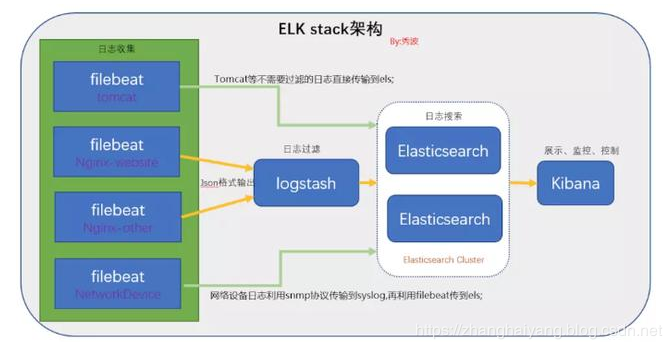 ELK stack架构
By:秀波
日志收集
filebeat
tomcat
Tomcat等不需要过滤的日志直接传输到els;
filebeat
Nginx-website
日志过滤
logstash
Json格式输出
filebeat
Nginx-other
filebeat
NetworkDevice
网络设备日志利用snmp协议传输到syslog,再利用filebeat传到els;
日志搜索
Elasticsearch
Elasticsearch
Elasticsearch Cluster
展示、监控、控制
Kibana
https://zhanghaiyang.blog.csdn.net